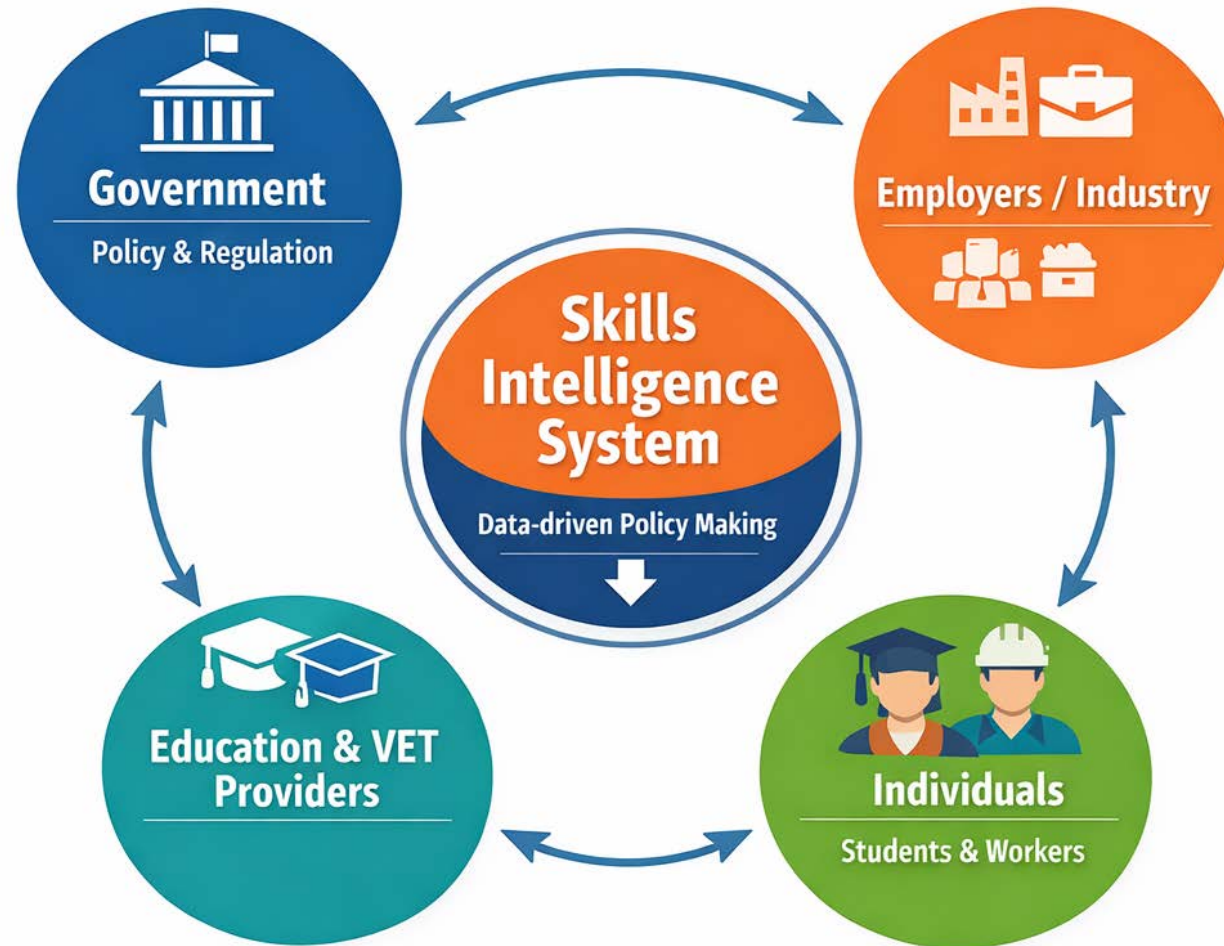 Government
Policy & Regulation
Employers / Industry
Skills
Intelligence
System
Data-driven Policy Making
Education & VET
Providers
Individuals
Students & Workers